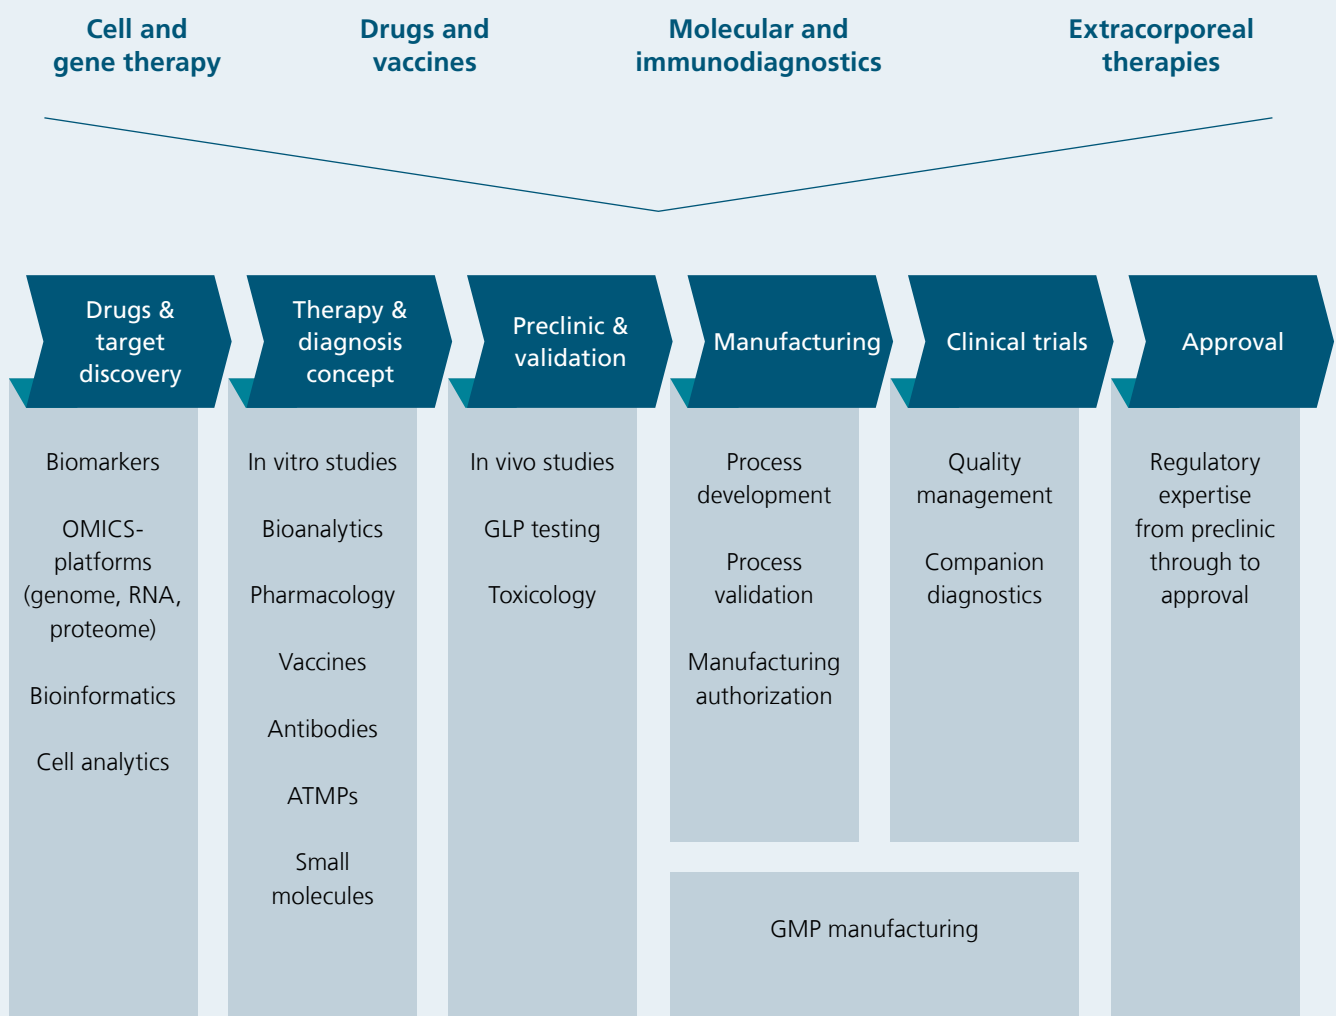 Cell and
gene therapy
Drugs and
vaccines
Molecular and
immunodiagnostics
Extracorporeal
therapies
Drugs &
target
discovery
Therapy &
diagnosis
concept
Preclinic &
validation
Manufacturing
Clinical trials
Approval
Biomarkers
OMICS-
platforms
(genome, RNA,
proteome)
Bioinformatics
Cell analytics
In vitro studies
Bioanalytics
Pharmacology
Vaccines
Antibodies
ATMPs
Small
molecules
In vivo studies
GLP testing
Toxicology
Process
development
Process
validation
Manufacturing
authorization
Quality
management
Companion
diagnostics
GMP manufacturing
Regulatory
expertise
from preclinic
through to
approval